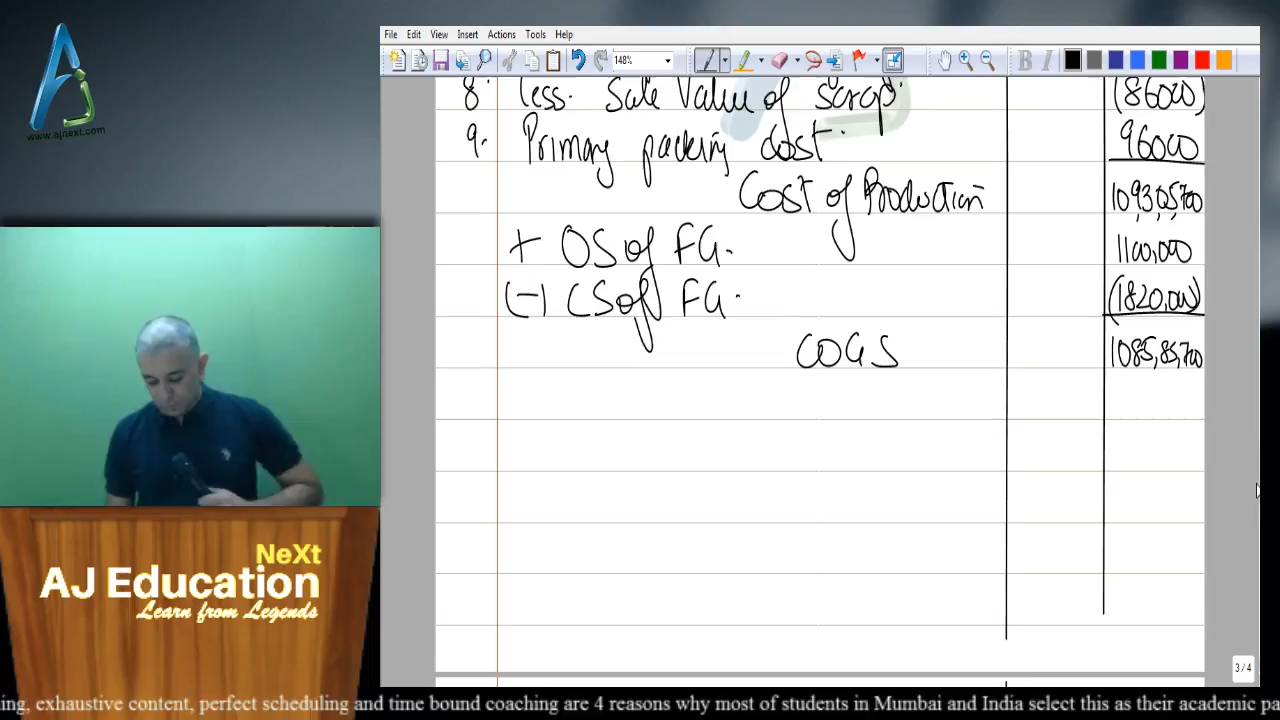 File Edit View Insert Actions Tools Help
148%
B I
www.ajnext.com
8. less. Sale Value of Scrap. (86000)
9. Primary packing Cost. 96000
Cost of Production 1093,05,700
+ OS of FG. 1100,000
(-) CS of FG. (1820,000)
COGS 1085,85,700
NeXt
AJ Education
Learn from Legends
3/4
ing, exhaustive content, perfect scheduling and time bound coaching are 4 reasons why most of students in Mumbai and India select this as their academic pa